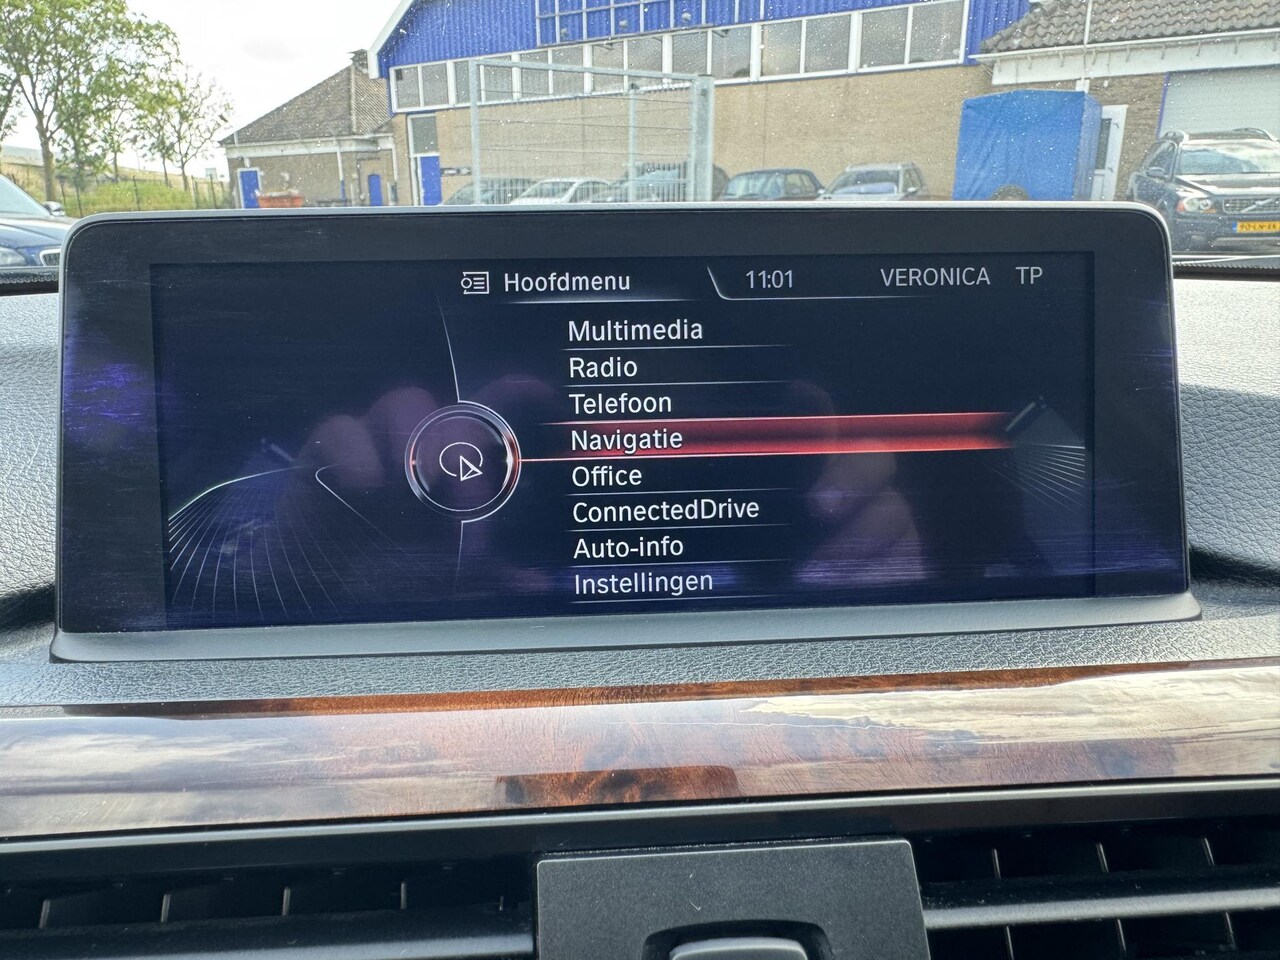 Hoofdmenu
11:01
VERONICA TP
Multimedia
Radio
Telefoon
Navigatie
Office
ConnectedDrive
Auto-info
Instellingen